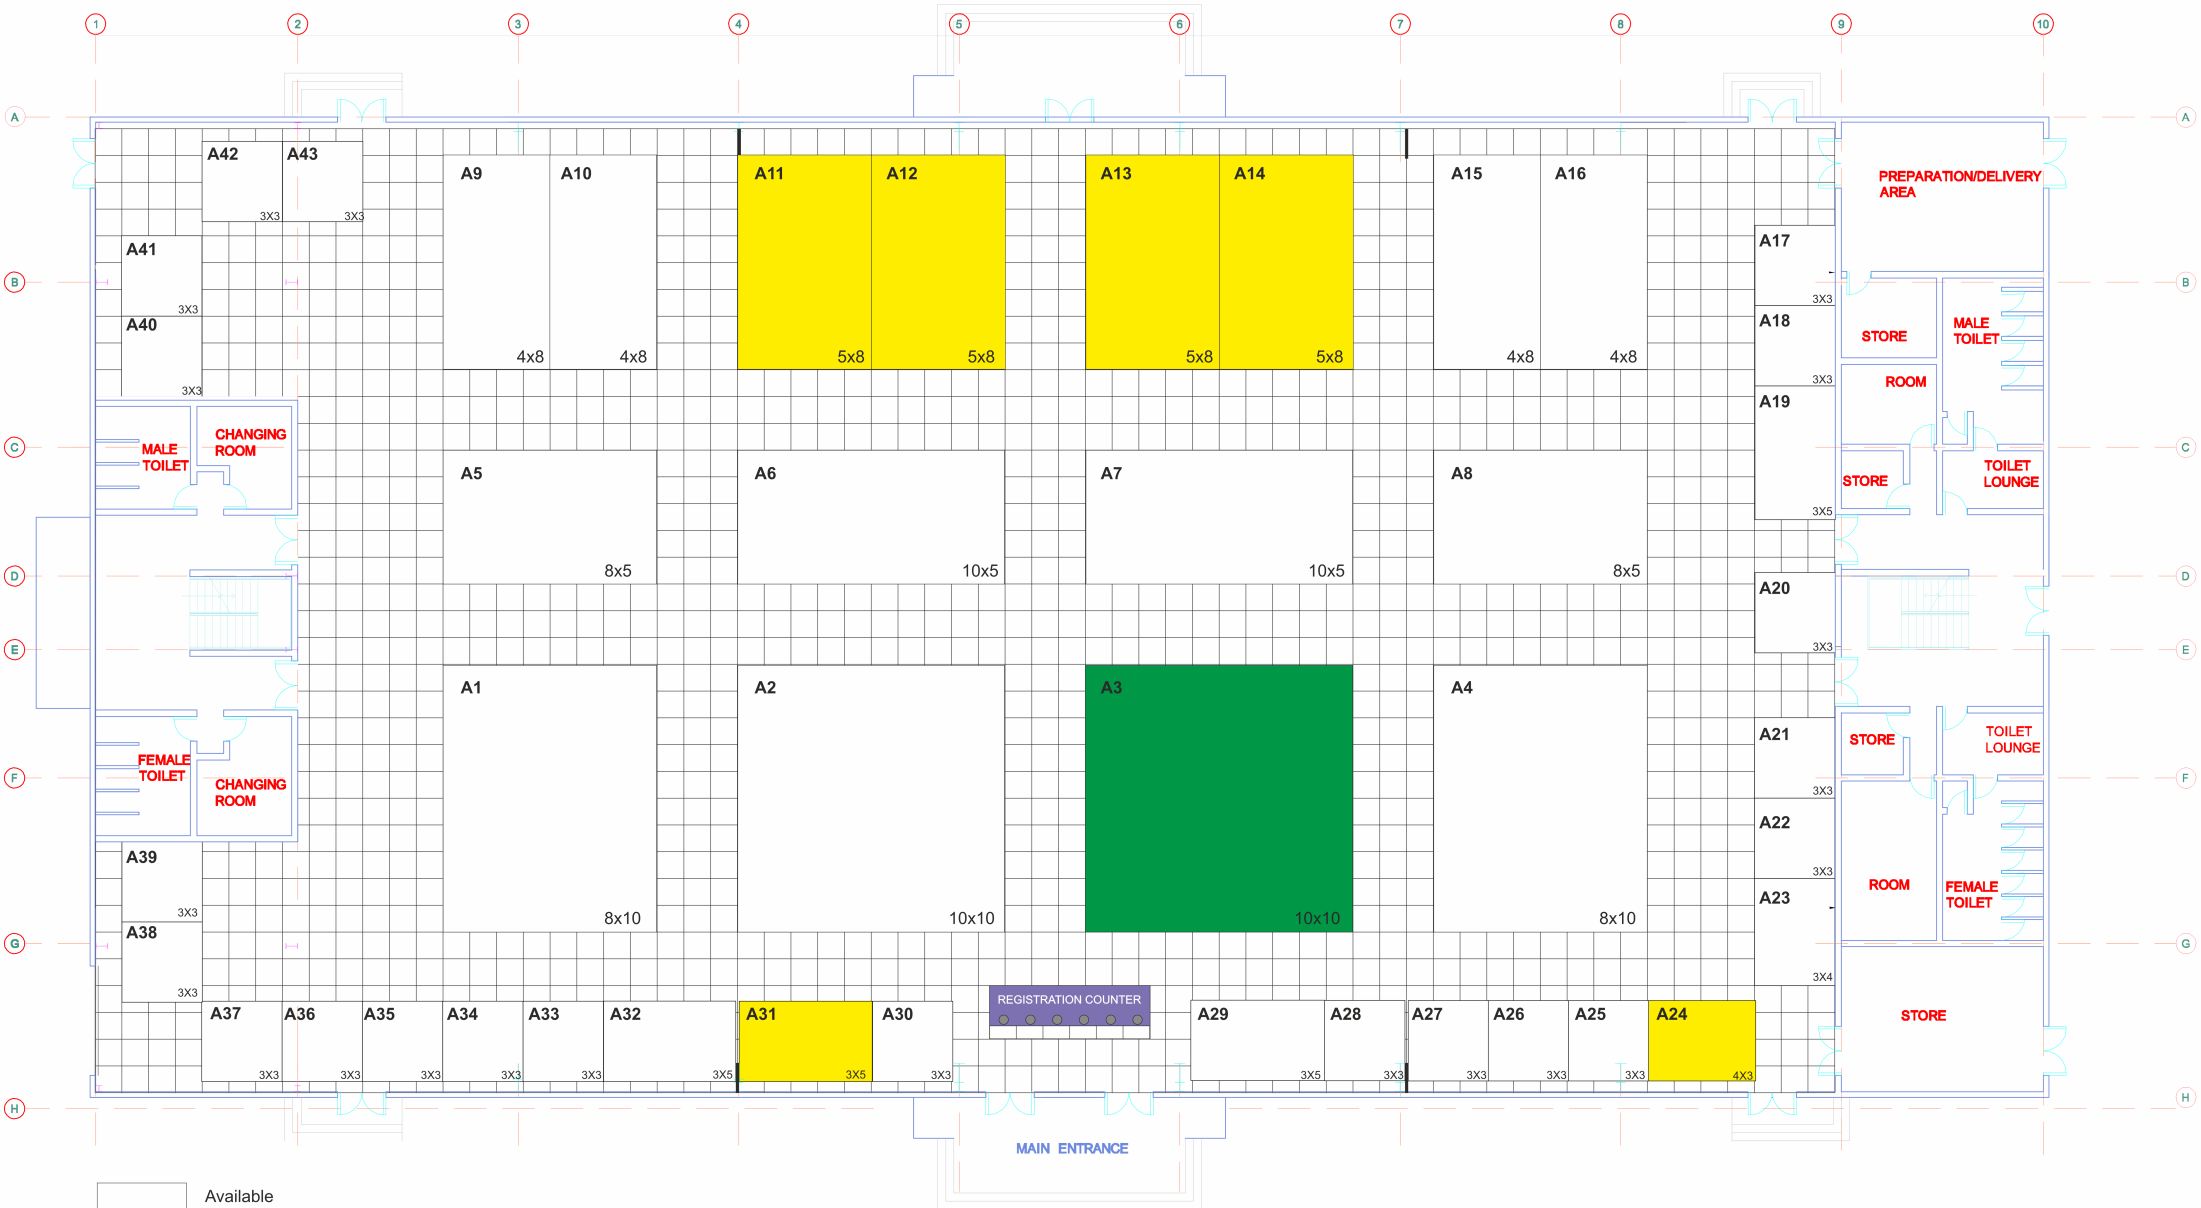 1 2 3 4 5 6 7 8 9 10
A A
A42 A43
3X3 3X3
A9 A10 A11 A12 A13 A14 A15 A16
PREPARATION/DELIVERY
AREA
A41
3X3
A17
3X3
B B
A40
3X3
A18
3X3
STORE
MALE
TOILET
4x8 4x8 5x8 5x8 5x8 5x8 4x8 4x8
ROOM
A19
3X5
C C
MALE
TOILET
CHANGING
ROOM
A5 A6 A7 A8
STORE
TOILET
LOUNGE
8x5 10x5 10x5 8x5
D D
A20
3X3
E E
A1 A2 A3 A4
A21
3X3
STORE
TOILET
LOUNGE
FEMALE
TOILET
CHANGING
ROOM
F F
A22
3X3
A39
3X3
A23
3X4
ROOM
FEMALE
TOILET
8x10 10x10 10x10 8x10
A38
3X3
G G
REGISTRATION COUNTER
A37 A36 A35 A34 A33 A32 A31 A30 A29 A28 A27 A26 A25 A24
STORE
3X3 3X3 3X3 3X3 3X3 3X5 3X5 3X3 3X5 3X3 3X3 3X3 3X3 4X3
H H
MAIN ENTRANCE
Available